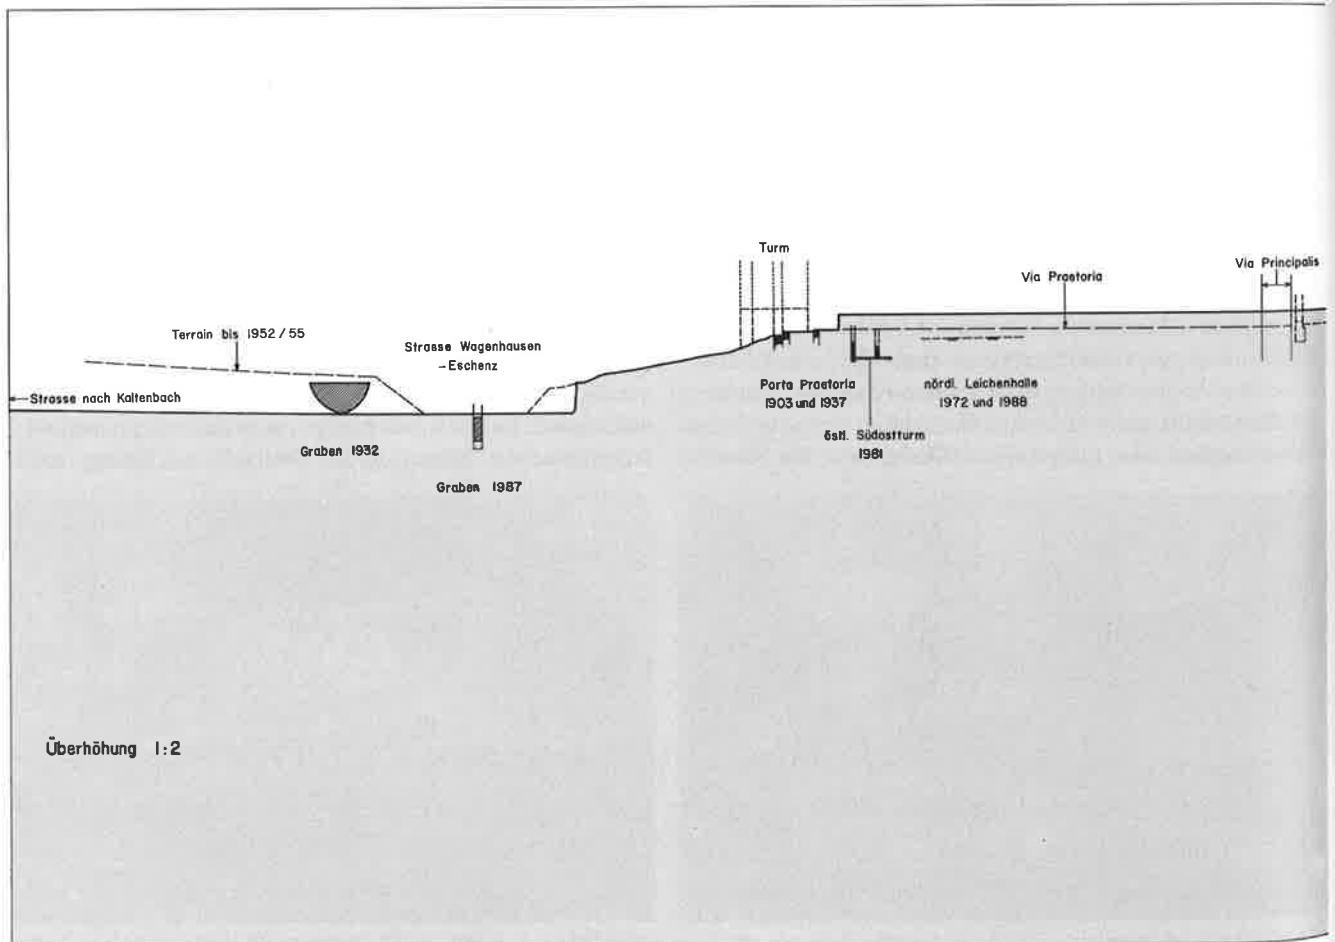 Turm
Via Principalis
Via Praetoria
Terrain bis 1952/55
Strasse Wagenhausen
-Eschenz
Strasse nach Kaltenbach
Porta Praetoria
1903 und 1937
nördl. Leichenhalle
1972 und 1988
östl. Südostturm
1981
Graben 1932
Graben 1987
Überhöhung 1:2